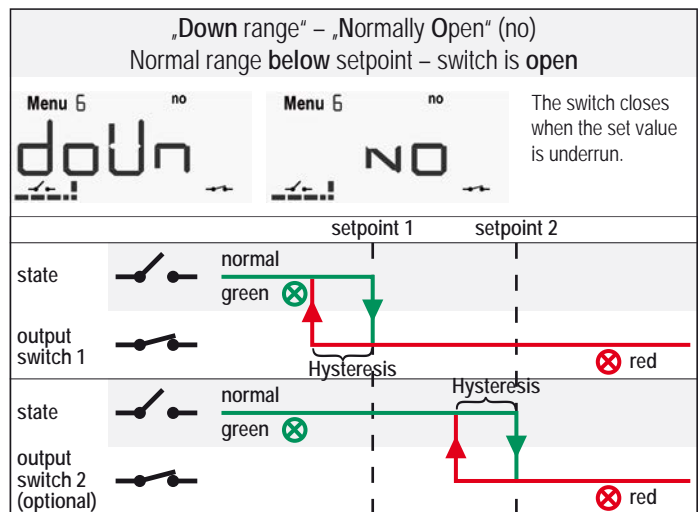 „Down range“ – „Normally Open“ (no)
Normal range below setpoint – switch is open
Menu 6 no
doUn
Menu 6 no
NO
The switch closes
when the set value
is underrun.
setpoint 1 setpoint 2
state
normal
green
output
switch 1
Hysteresis
red
state
normal
green
Hysteresis
output
switch 2
(optional)
red